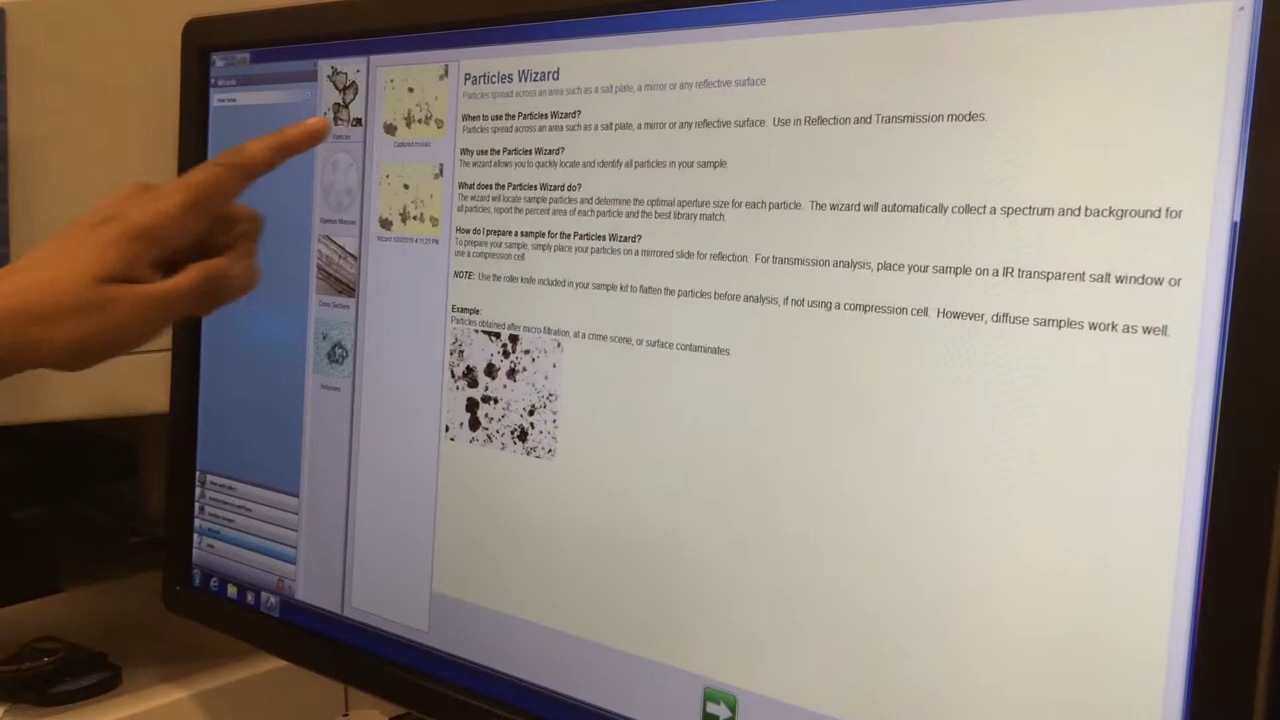 Wizards
Particles
Random Mixtures
Cross Sections
Inclusions
Captured mosaic
Particles Wizard
Particles spread across an area such as a salt plate, a mirror or any reflective surface
When to use the Particles Wizard?
Particles spread across an area such as a salt plate, a mirror or any reflective surface. Use in Reflection and Transmission modes.
Why use the Particles Wizard?
The wizard allows you to quickly locate and identify all particles in your sample.
What does the Particles Wizard do?
The wizard will locate sample particles and determine the optimal aperture size for each particle. The wizard will automatically collect a spectrum and background for
all particles, report the percent area of each particle and the best library match.
How do I prepare a sample for the Particles Wizard?
To prepare your sample, simply place your particles on a mirrored slide for reflection. For transmission analysis, place your sample on a IR transparent salt window or
use a compression cell.
NOTE: Use the roller knife included in your sample kit to flatten the particles before analysis, if not using a compression cell. However, diffuse samples work as well.
Example:
Particles obtained after micro-filtration, at a crime scene, or surface contaminates.